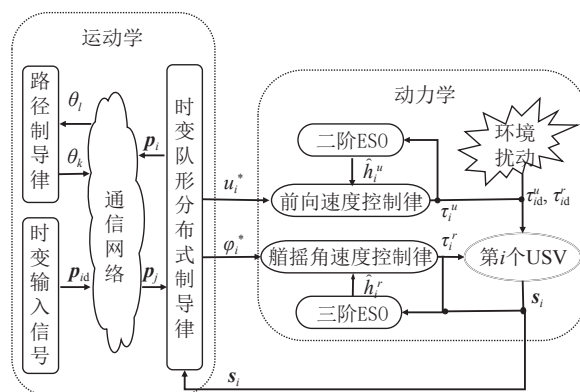 运动学
路径制导律
θl
θk
时变输入信号
pid
通信网络
pi
pj
时变队形分布式制导律
ui*
φi*
动力学
二阶ESO
ĥiu
前向速度控制律
τiu
环境
扰动
τidu, τidr
艏摇角速度控制律
τir
ĥir
三阶ESO
第i个USV
si
si